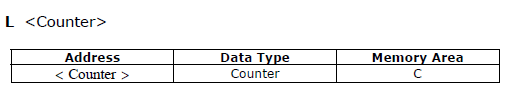 L <Counter>
Address Data Type Memory Area
< Counter > Counter C